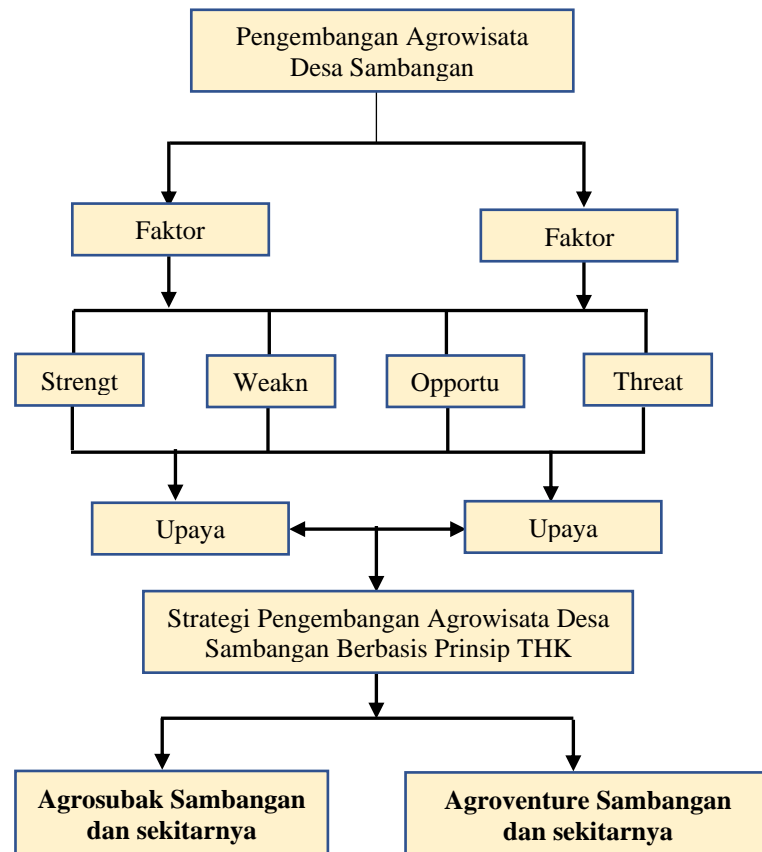 Pengembangan Agrowisata
Desa Sambangan
Faktor
Faktor
Strengt
Weakn
Opportu
Threat
Upaya
Upaya
Strategi Pengembangan Agrowisata Desa
Sambangan Berbasis Prinsip THK
Agrosubak Sambangan
dan sekitarnya
Agroventure Sambangan
dan sekitarnya